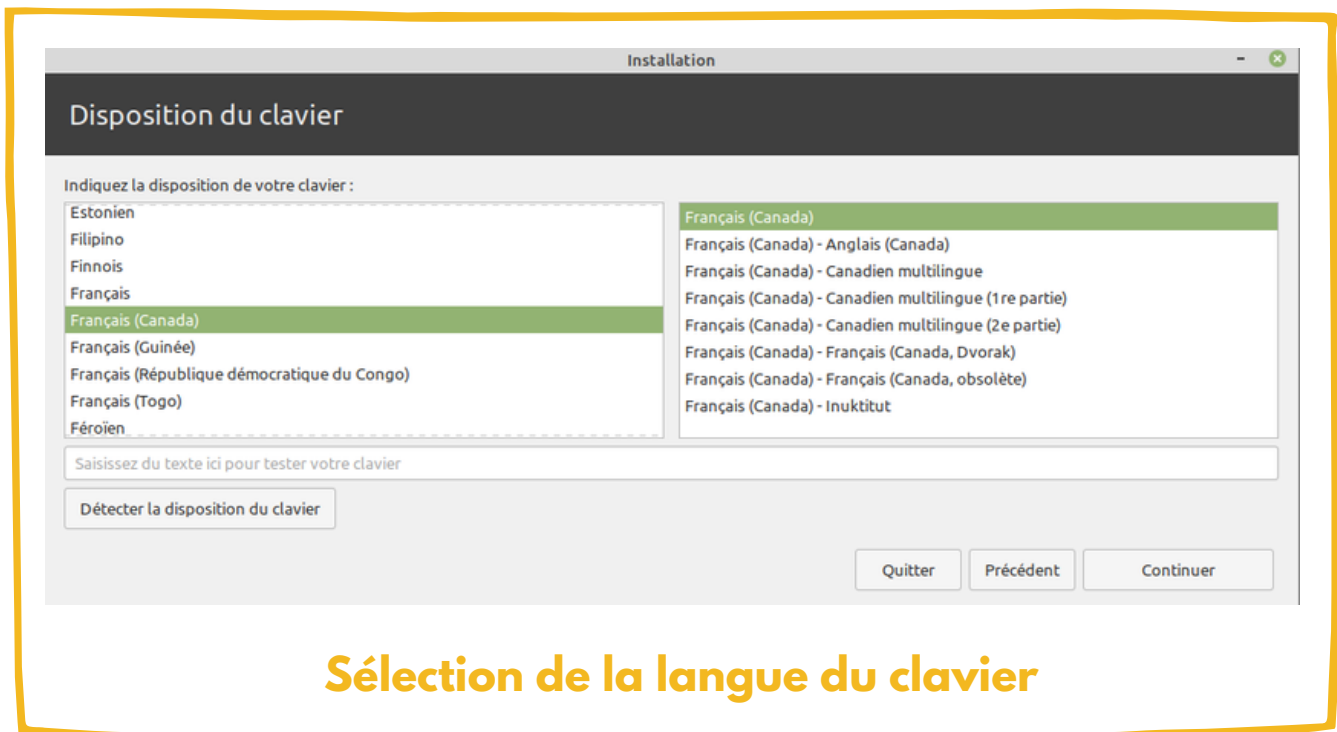 Installation
Disposition du clavier
Indiquez la disposition de votre clavier :
Estonien
Filipino
Finnois
Français
Français (Canada)
Français (Guinée)
Français (République démocratique du Congo)
Français (Togo)
Féroïen
Français (Canada)
Français (Canada) - Anglais (Canada)
Français (Canada) - Canadien multilingue
Français (Canada) - Canadien multilingue (1re partie)
Français (Canada) - Canadien multilingue (2e partie)
Français (Canada) - Français (Canada, Dvorak)
Français (Canada) - Français (Canada, obsolète)
Français (Canada) - Inuktitut
Saisissez du texte ici pour tester votre clavier
Détecter la disposition du clavier
Quitter Précédent Continuer
Sélection de la langue du clavier